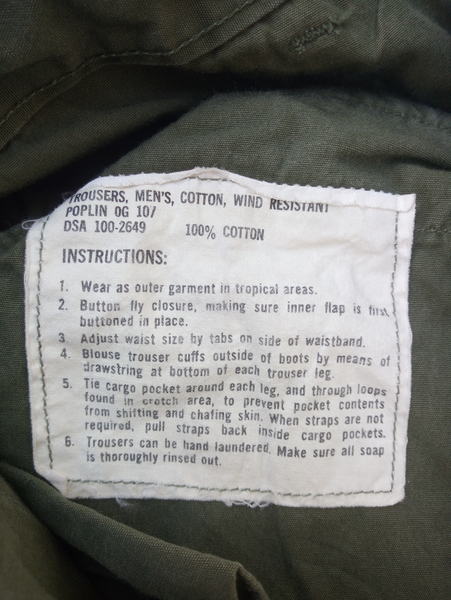 TROUSERS, MEN'S, COTTON, WIND RESISTANT
POPLIN OG 107
DSA 100-2649 100% COTTON
INSTRUCTIONS:
1. Wear as outer garment in tropical areas.
2. Button fly closure, making sure inner flap is first
buttoned in place.
3. Adjust waist size by tabs on side of waistband.
4. Blouse trouser cuffs outside of boots by means of
drawstring at bottom of each trouser leg.
5. Tie cargo pocket around each leg, and through loops
found in crotch area, to prevent pocket contents
from shifting and chafing skin. When straps are not
required, pull straps back inside cargo pockets.
6. Trousers can be hand laundered. Make sure all soap
is thoroughly rinsed out.